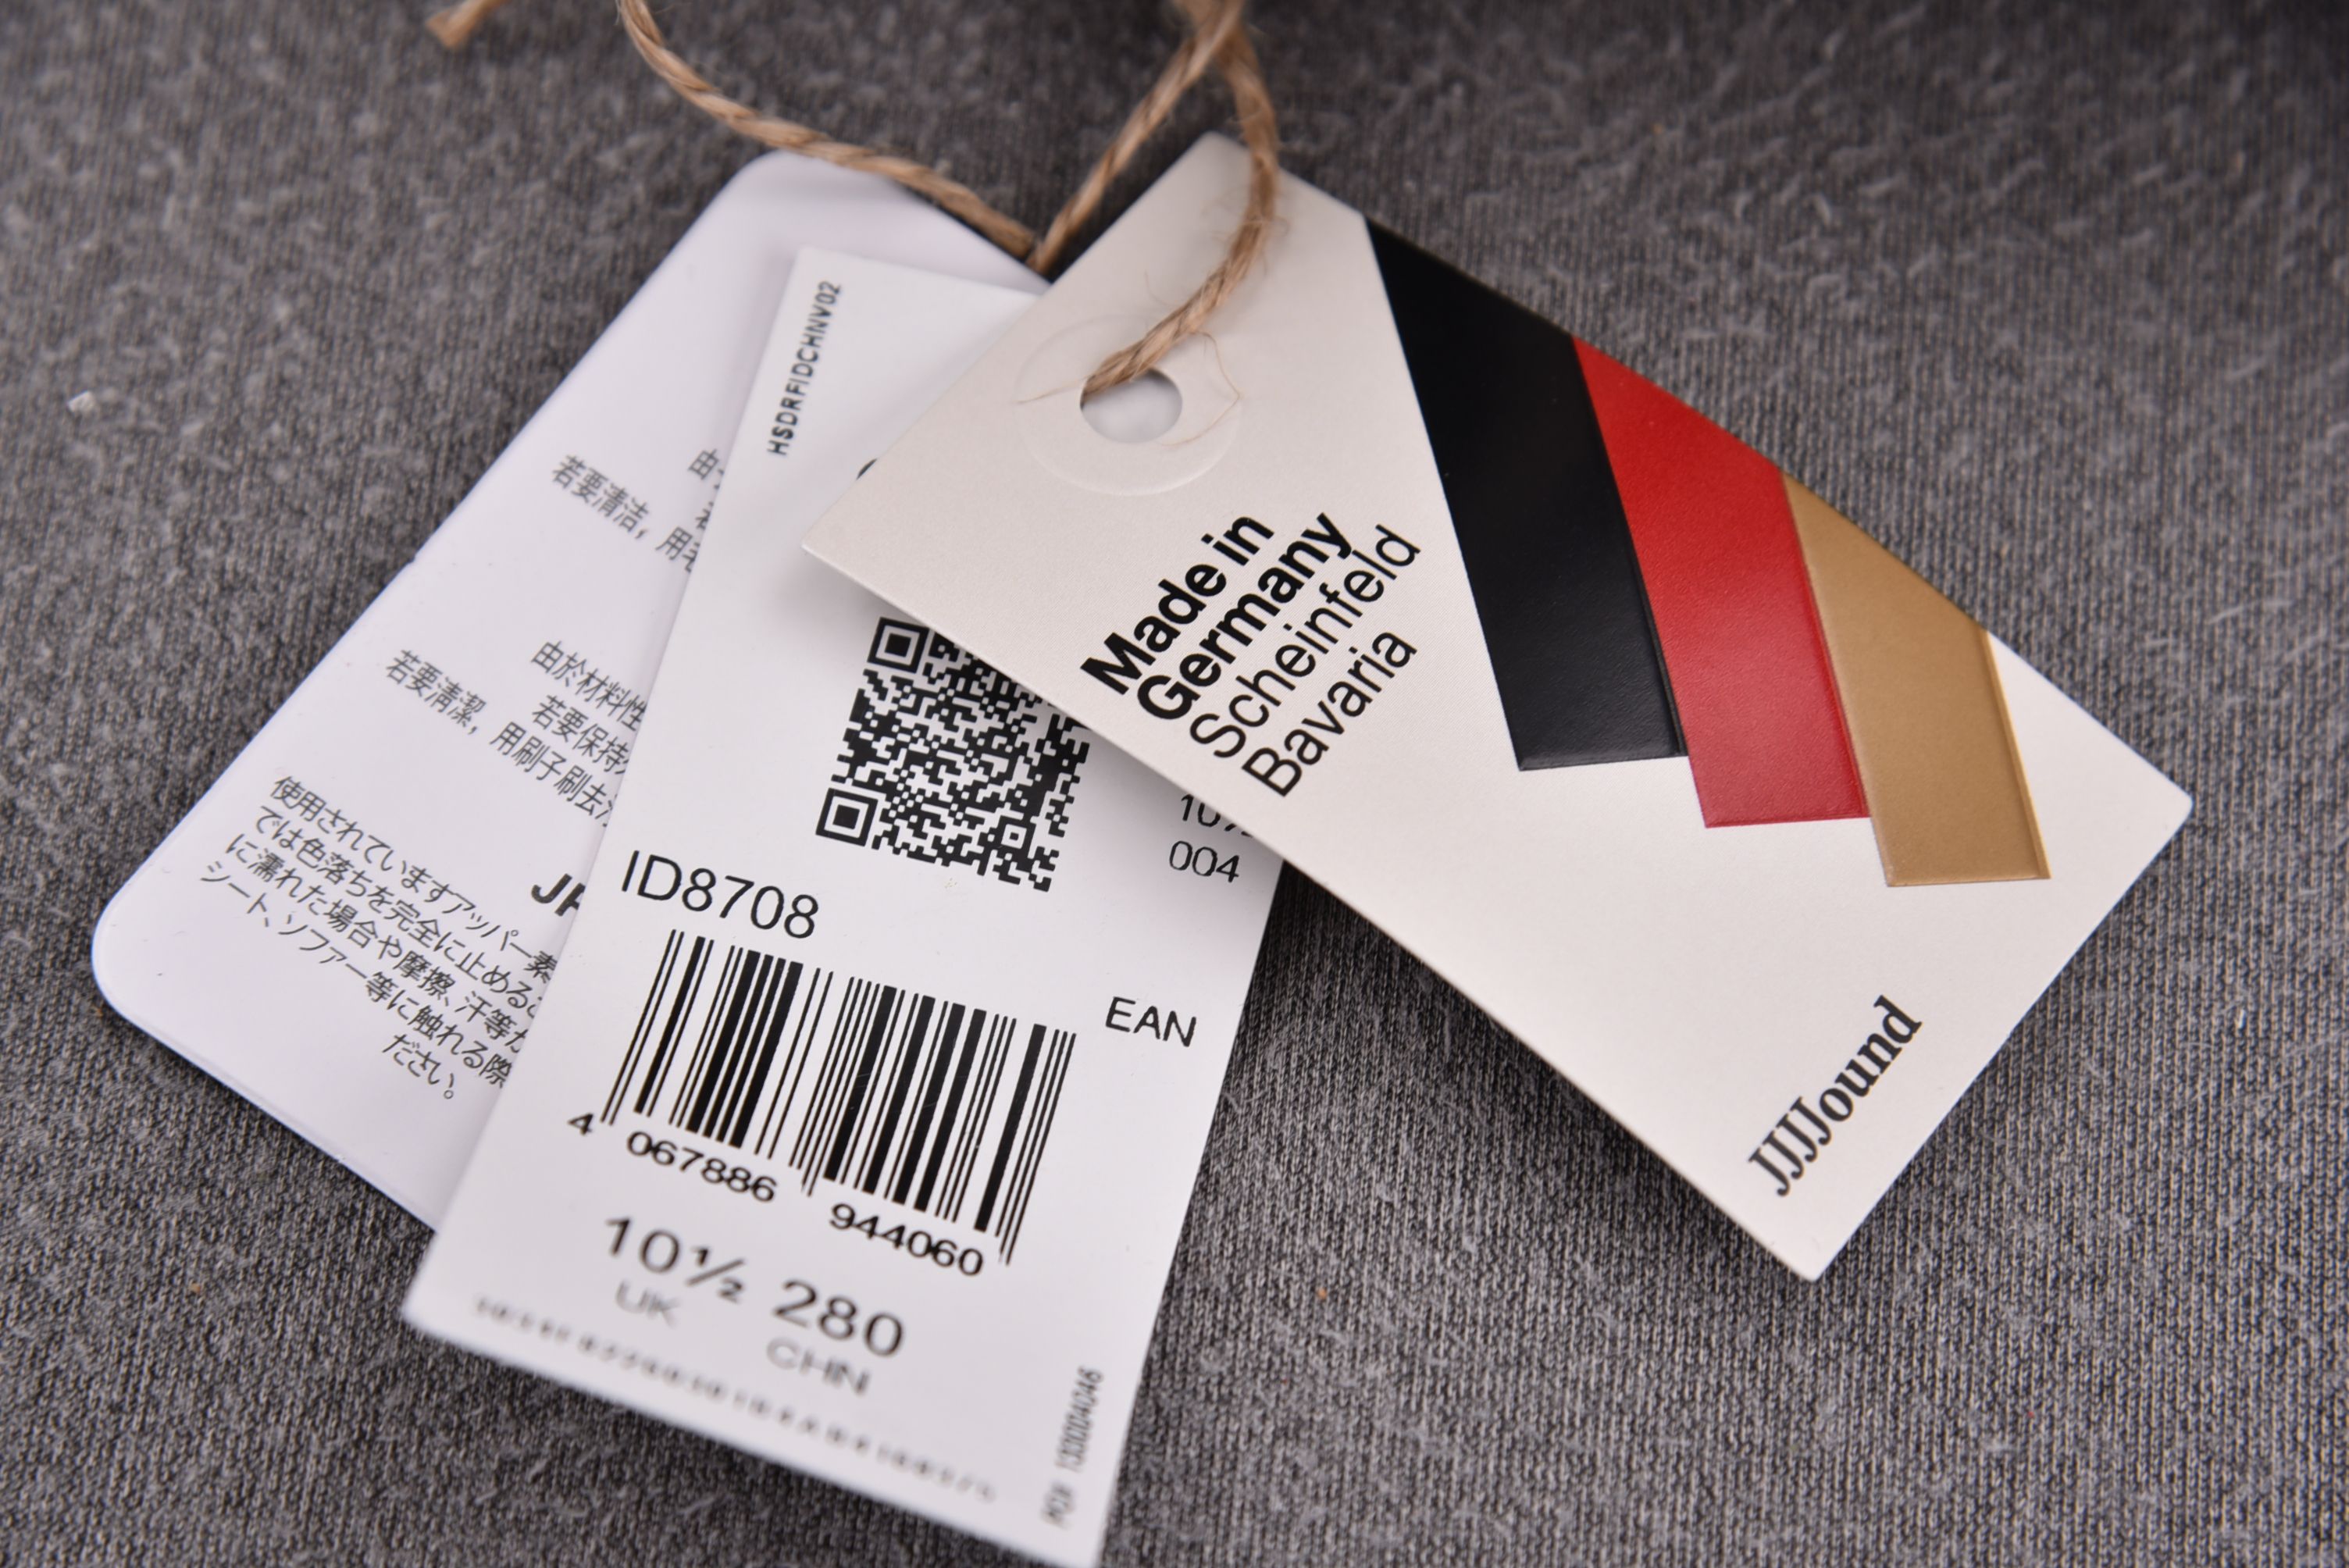 若要清洁，用
由於材料性
若要保持
若要清潔，用刷子刷去
JP
使用されていますアッパー素
では色落ちを完全に止めるこ
に濡れた場合や摩擦、汗等が
シート、ソファー等に触れる際
ださい。
HSDRFIDCHNV02
004
ID8708
EAN
4 067886 944060
10½ 280
UK CHN
Made in
Germany
Scheinfeld
Bavaria
JJJJound